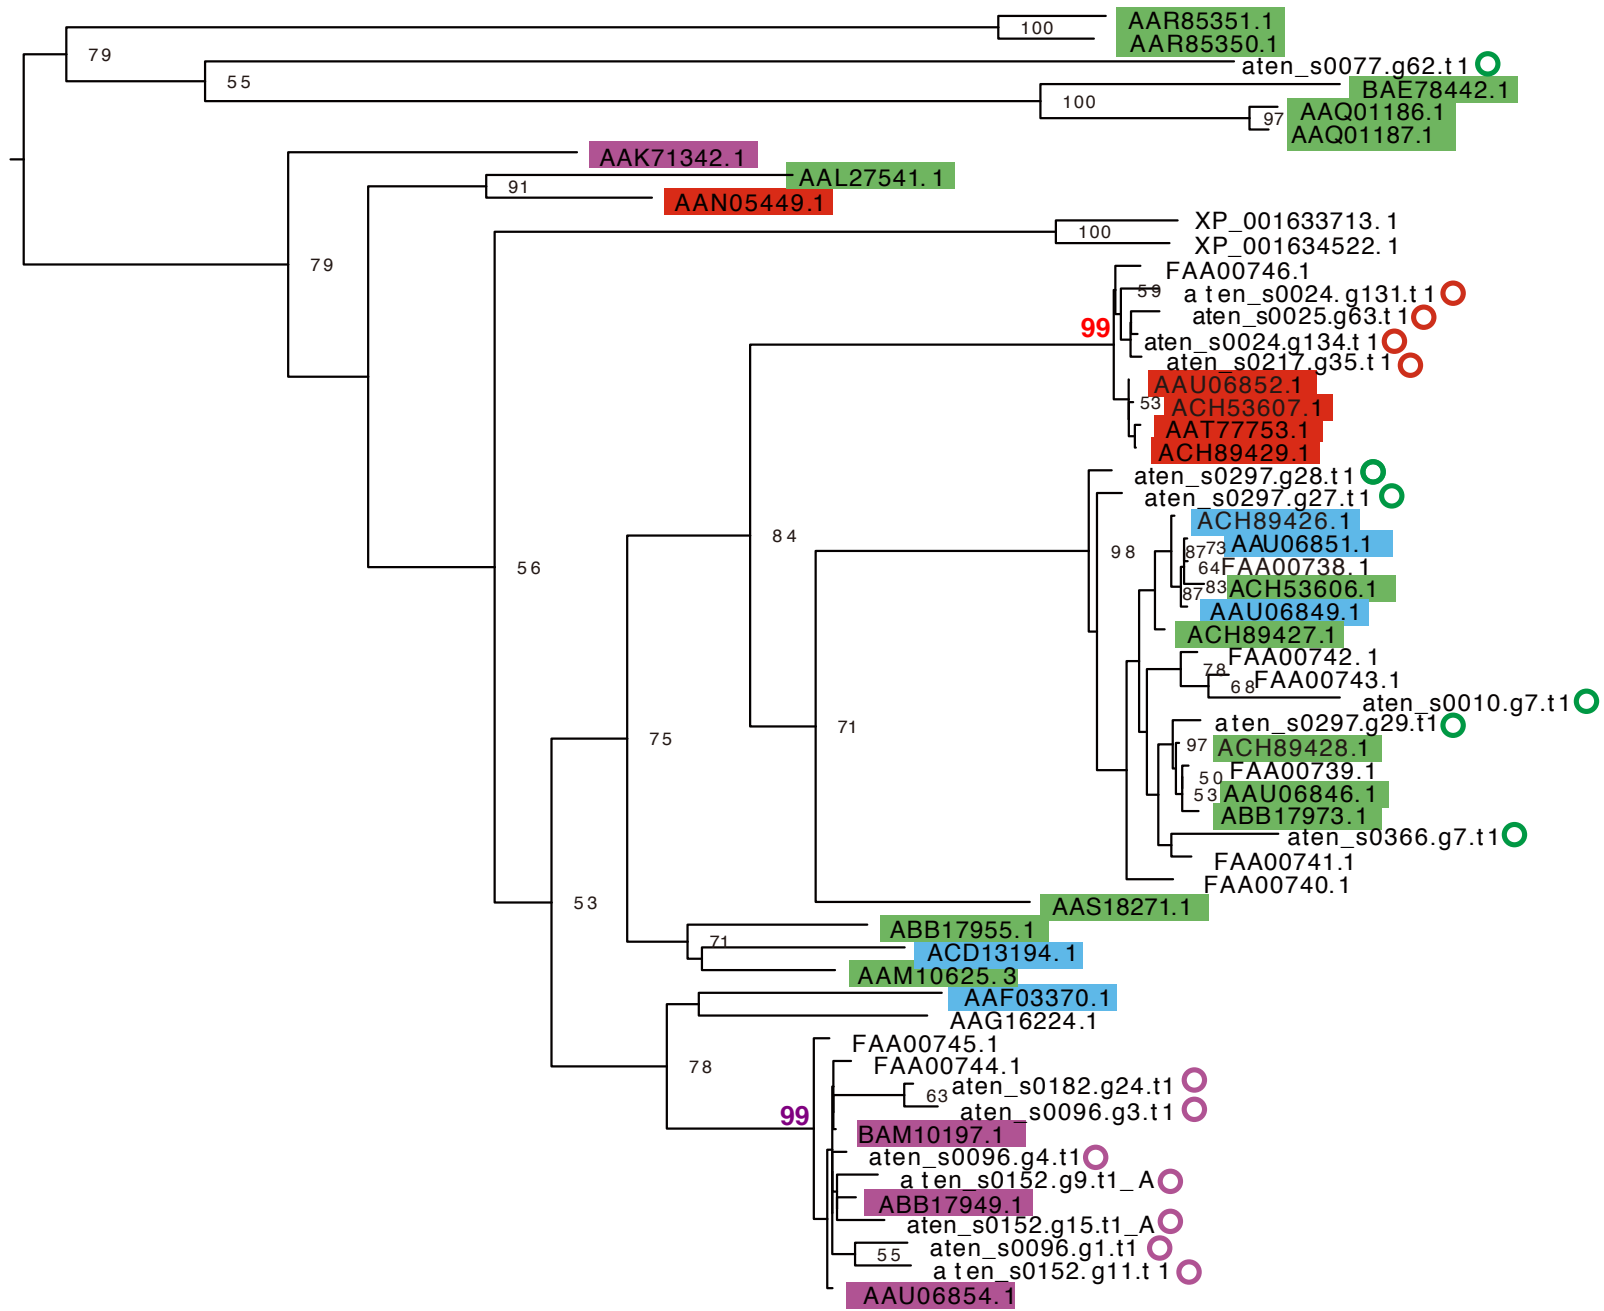 AAR85351.1
100
AAR85350.1
79
aten_s0077.g62.t1
55
BAE78442.1
100
AAQ01186.1
97
AAQ01187.1
AAK71342.1
AAL27541.1
91
AAN05449.1
XP_001633713.1
100
XP_001634522.1
79
FAA00746.1
59
aten_s0024.g131.t1
aten_s0025.g63.t1
99
aten_s0024.g134.t1
aten_s0217.g35.t1
AAU06852.1
53
ACH53607.1
AAT77753.1
ACH89429.1
aten_s0297.g28.t1
aten_s0297.g27.t1
ACH89426.1
84
98
8773
AAU06851.1
56
64
FAA00738.1
8783
ACH53606.1
AAU06849.1
ACH89427.1
FAA00742.1
78
68
FAA00743.1
aten_s0010.g7.t1
71
aten_s0297.g29.t1
75
97
ACH89428.1
50
FAA00739.1
53
AAU06846.1
ABB17973.1
aten_s0366.g7.t1
FAA00741.1
FAA00740.1
53
AAS18271.1
ABB17955.1
71
ACD13194.1
AAM10625.3
AAF03370.1
AAG16224.1
FAA00745.1
78
FAA00744.1
63
aten_s0182.g24.t1
aten_s0096.g3.t1
99
BAM10197.1
aten_s0096.g4.t1
aten_s0152.g9.t1_A
ABB17949.1
aten_s0152.g15.t1_A
55
aten_s0096.g1.t1
aten_s0152.g11.t1
AAU06854.1